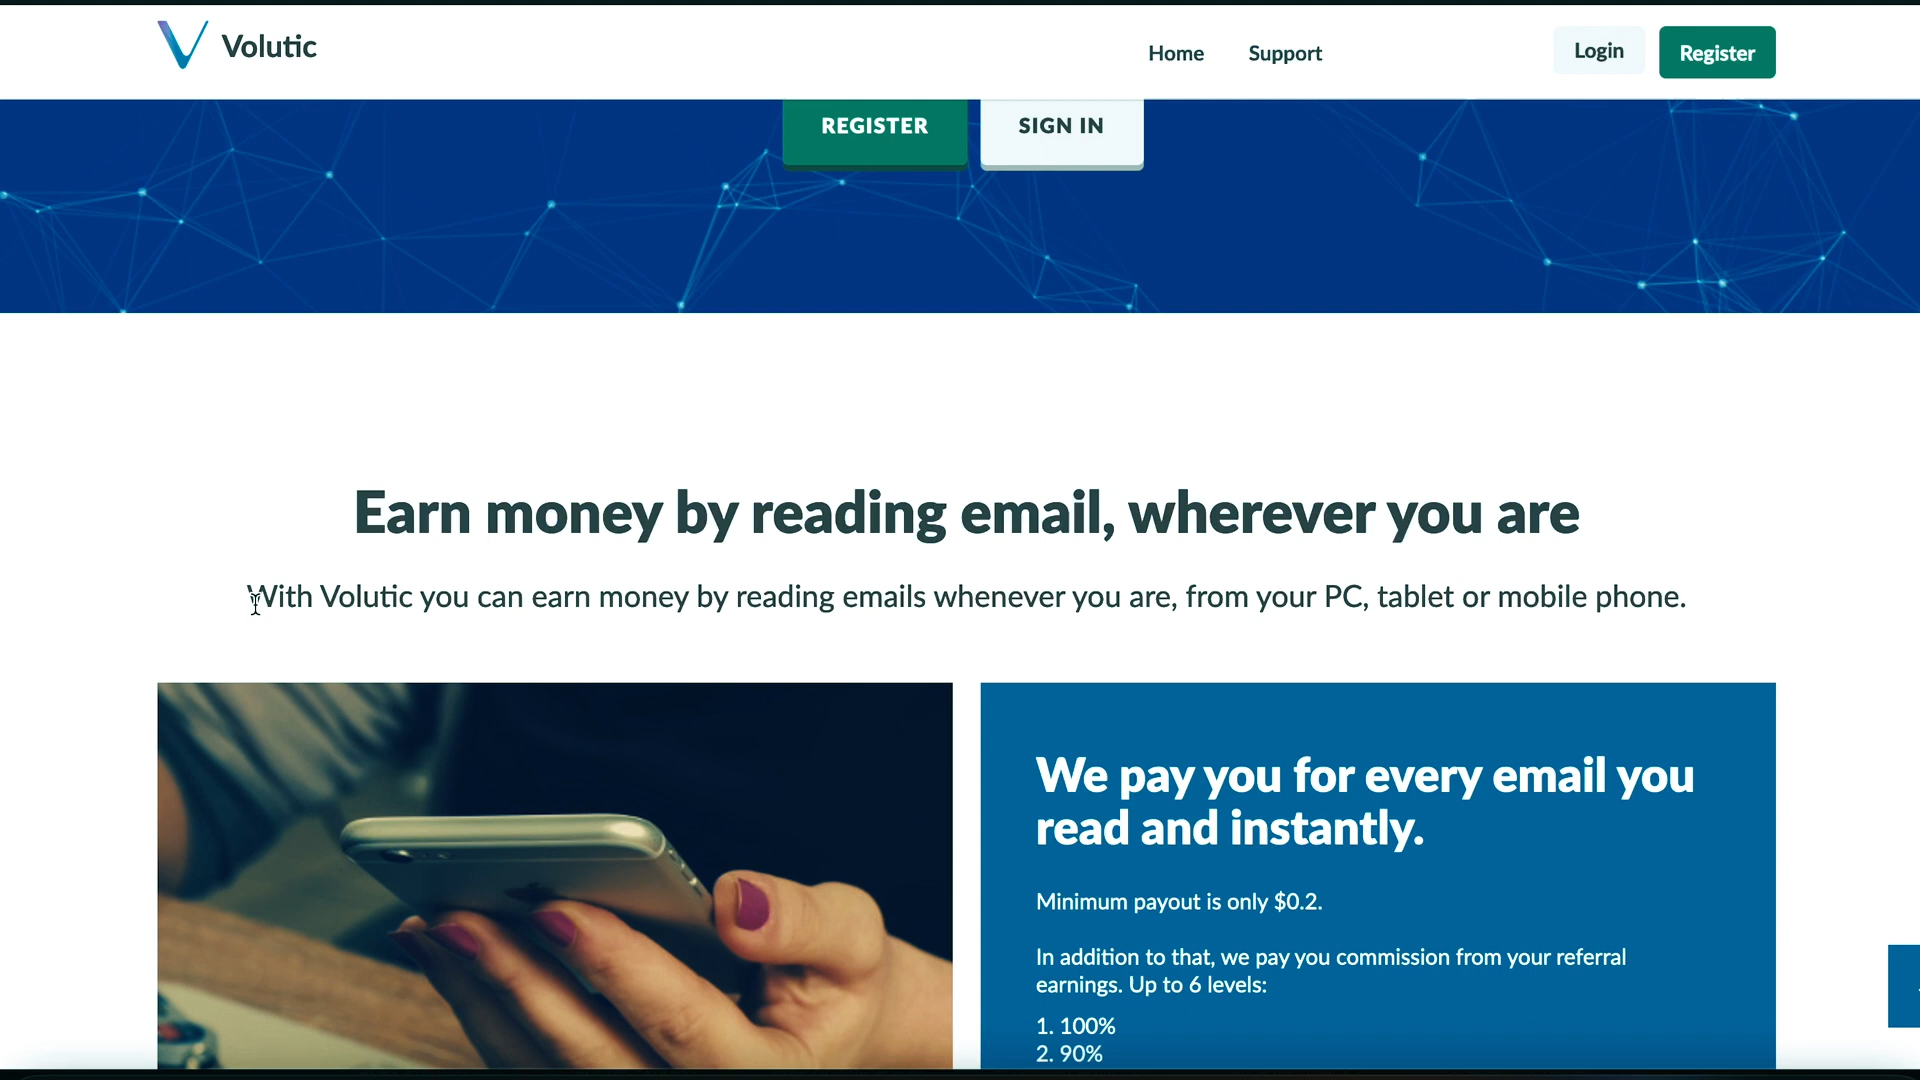 Volutic
Home
Support
Login
Register
REGISTER
SIGN IN
Earn money by reading email, wherever you are
With Volutic you can earn money by reading emails whenever you are, from your PC, tablet or mobile phone.
We pay you for every email you
read and instantly.
Minimum payout is only $0.2.
In addition to that, we pay you commission from your referral
earnings. Up to 6 levels:
1. 100%
2. 90%